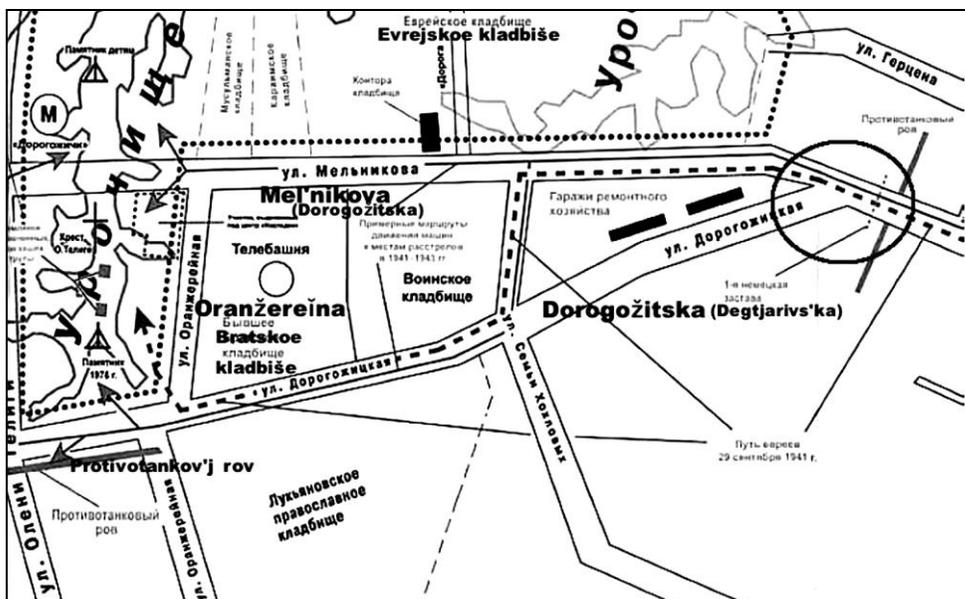 Еврейское кладбище
Evrejskoe kladbiše
уро
ул. Герцена
Памятник детям
нище
Мусульманское
кладбище
Караимское
кладбище
«Дорога
Контора
кладбища
Противотанковый
ров
М
«Дорогожичи»
ул. Мельникова
Mel'nikova
(Dorogožitska)
Гаражи ремонтного
хозяйства
ул. Дорогожицкая
Крест
О.Телиге
Телебашня
Примерные маршруты
движения машин
к местам расстрелов
в 1941-1943 гг
Воинское
кладбище
1-я немецкая
застава
уро
ул. Оранжерейная
Oranžereïna
Dorogožitska (Degtjarivs'ka)
Бывшее
Bratskoe
кладбище
kladbiše
Памятник
1976 г.
ул. Дорогожицкая
ул. Семьи Хохловых
Телиги
Путь евреев
29 сентября 1941 г.
Protivotankov'j rov
Противотанковый
ров
Лукьяновское
православное
кладбище
ул. Олени
ул. Оранжерейная